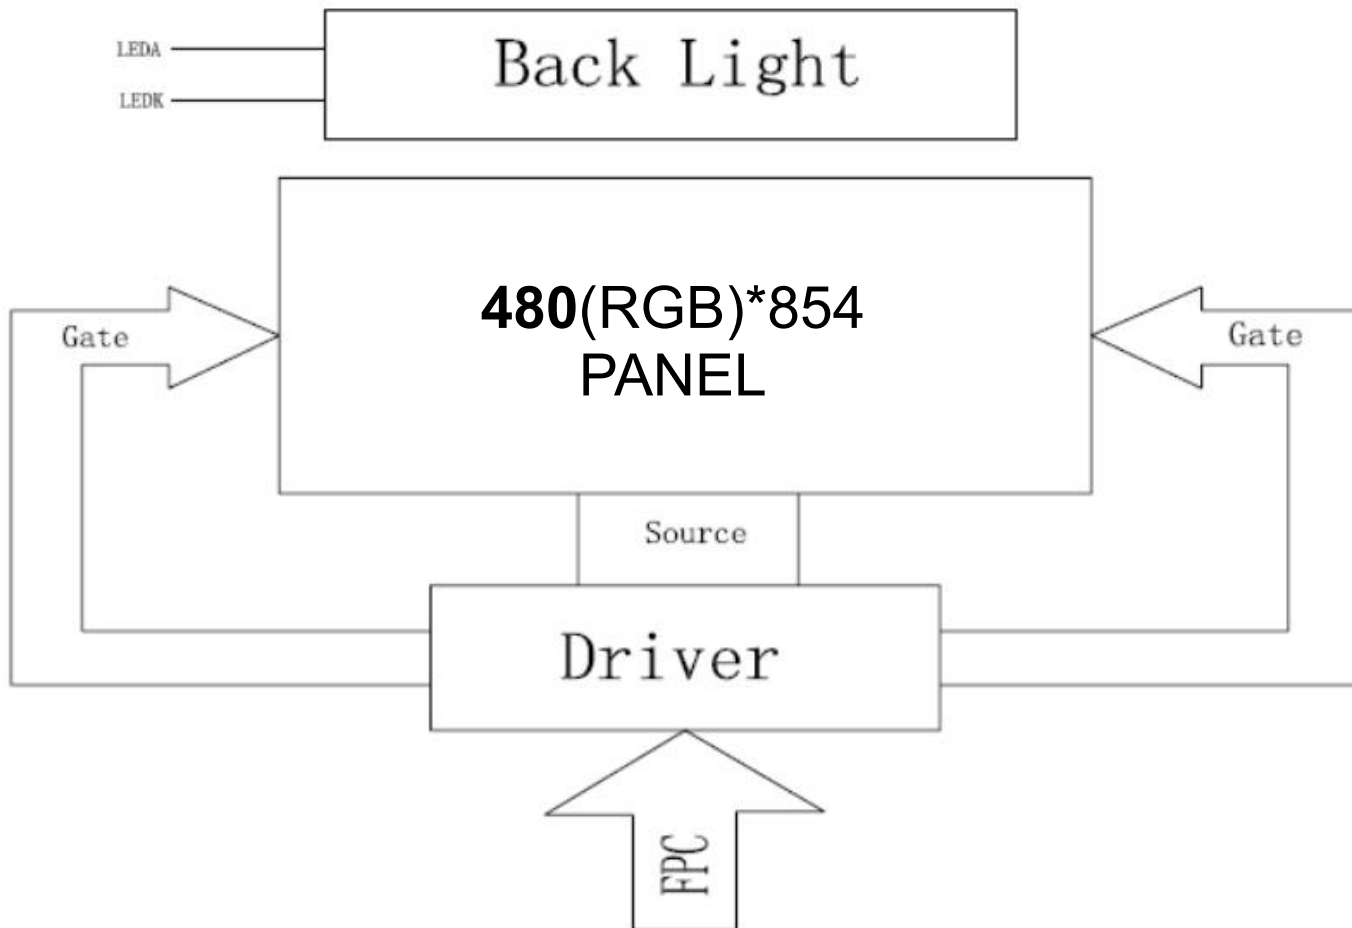 LEDA
LEDK
Back Light
480(RGB)*854
PANEL
Gate
Gate
Source
Driver
FPC